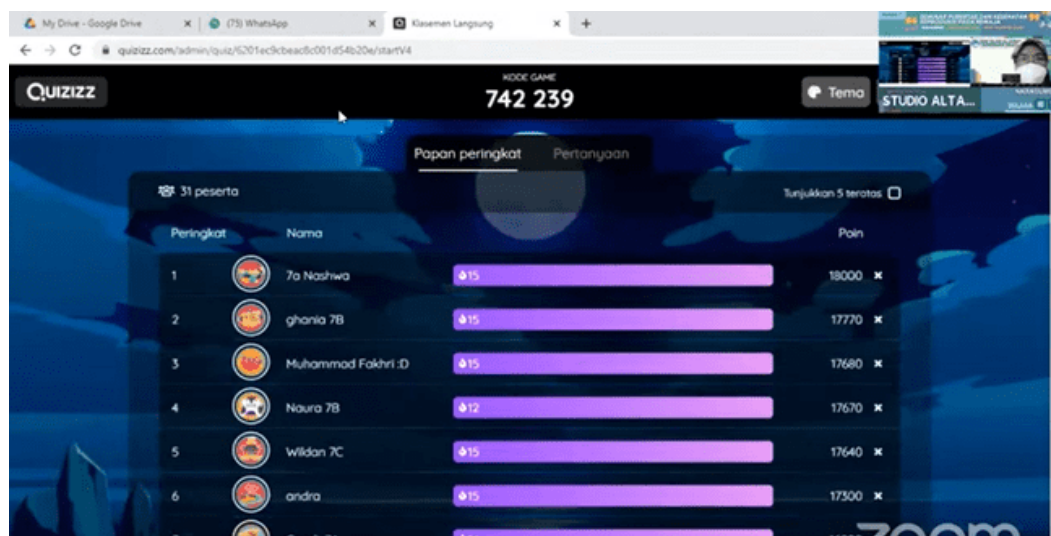 My Drive - Google Drive
(75) WhatsApp
Klasemen Langsung
quizizz.com/admin/quiz/6201ec9cbeac8c001d54b20e/startV4
QUIZIZZ
KODE GAME
742 239
Tema
STUDIO ALTA...
Papan peringkat Pertanyaan
31 peserta
Tunjukkan 5 teratas
Peringkat Nama Poin
1 7a Nashwa 15 18000
2 ghania 7B 15 17770
3 Muhammad Fakhri :D 15 17680
4 Naura 7B 12 17670
5 Wildan 7C 15 17640
6 andra 15 17300
zoom